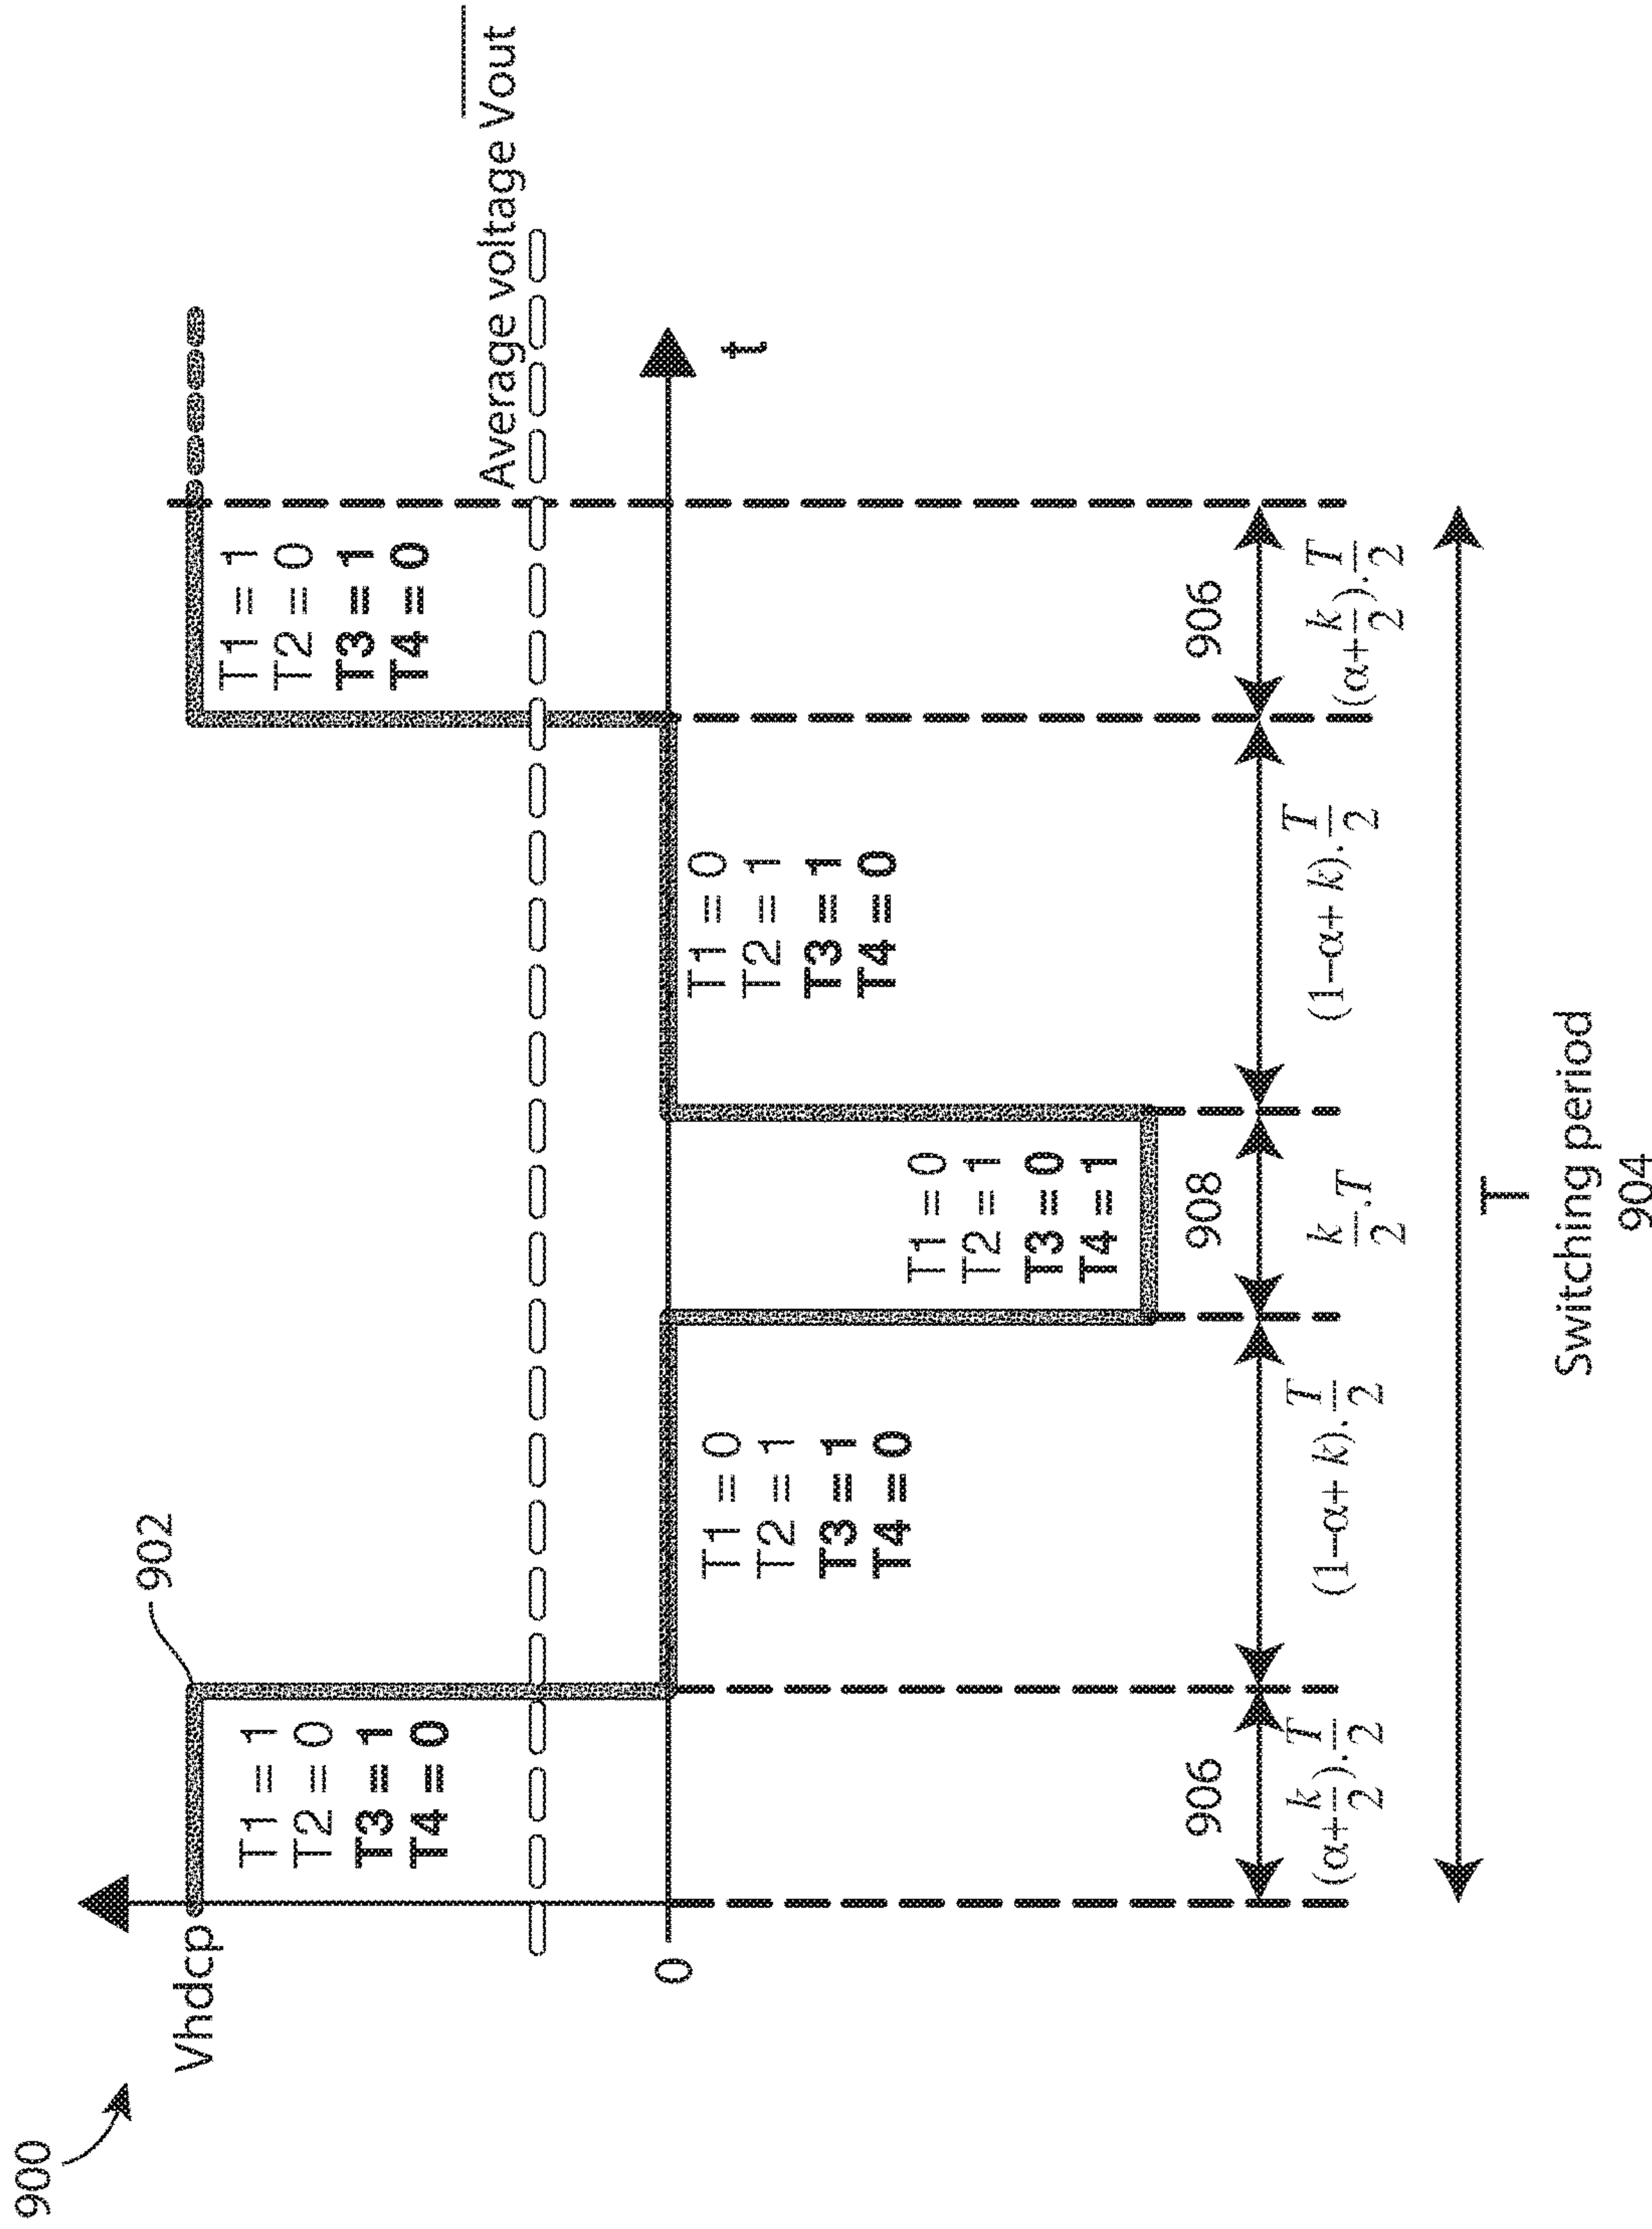 900
Vhdcp
902
Average voltage Vout
T1 = 1
T2 = 0
T3 = 1
T4 = 0
T1 = 1
T2 = 0
T3 = 1
T4 = 0
0
t
T1 = 0
T2 = 1
T3 = 1
T4 = 0
T1 = 0
T2 = 1
T3 = 0
T4 = 1
T1 = 0
T2 = 1
T3 = 1
T4 = 0
906
908
906
(α+k/2).T/2
(1–α+ k).T/2
k/2.T
(1–α+ k).T/2
(α+k/2).T/2
T
Switching period
904